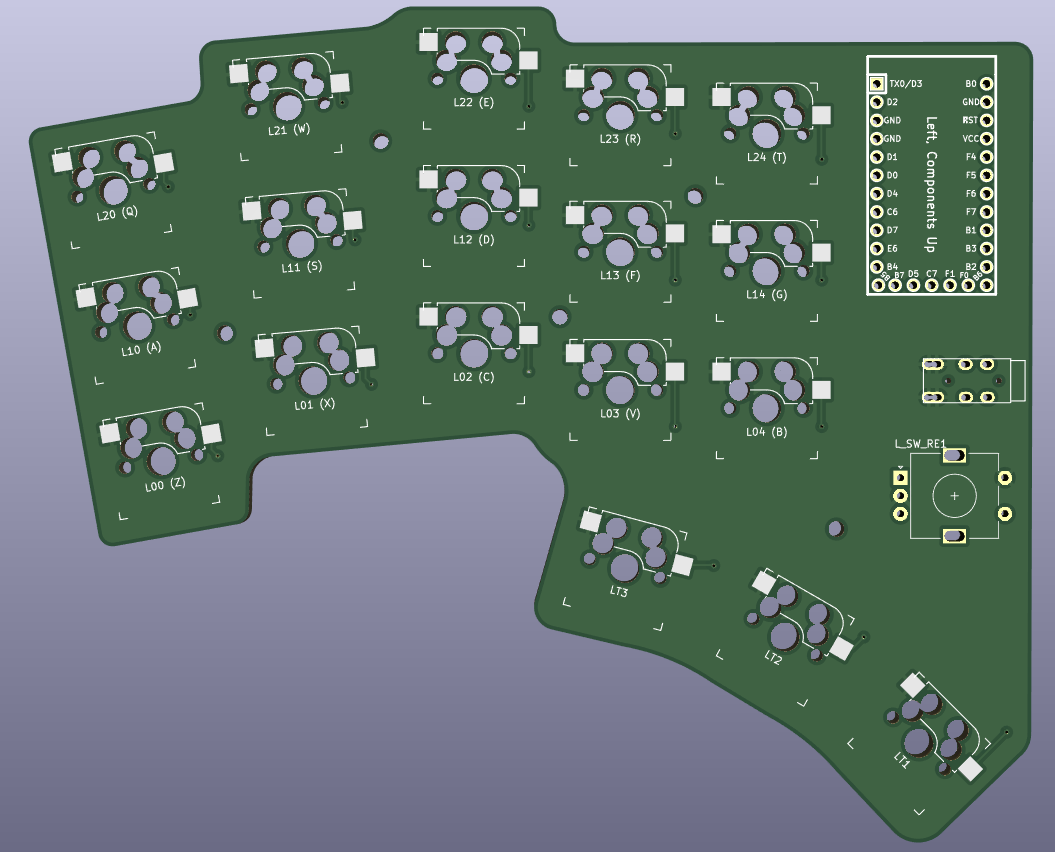 L22 (E)
L21 (W)
L23 (R)
L24 (T)
L20 (Q)
L12 (D)
L11 (S)
L13 (F)
L14 (G)
L10 (A)
L02 (C)
L01 (X)
L03 (V)
L04 (B)
L00 (Z)
LT3
LT2
LT1
TX0/D3
D2
GND
GND
D1
D0
D4
C6
D7
E6
B4
Left, Components Up
B0
GND
RST
VCC
F4
F5
F6
F7
B1
B3
B2
B7 D5 C7 F1 F0 B6
L_SW_RE1